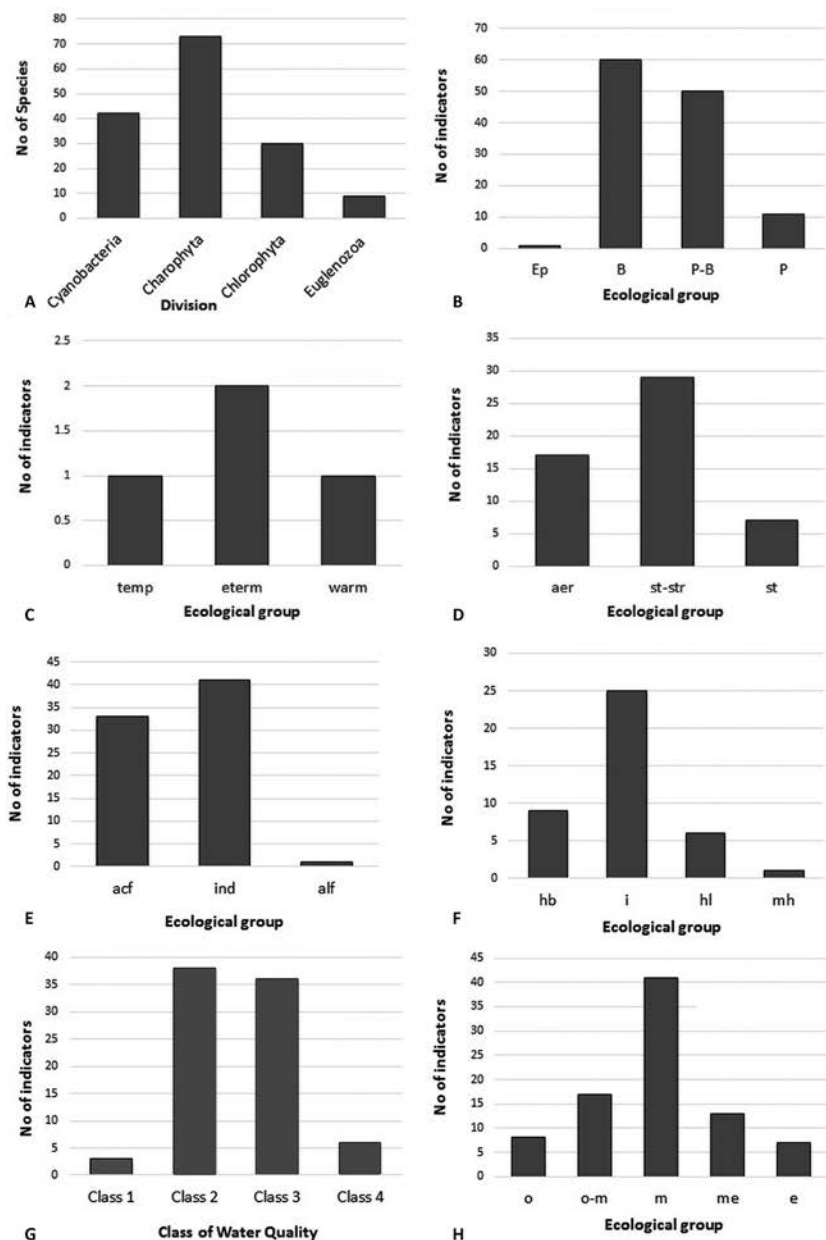 80
70
60
50
40
30
20
10
0
No of Species
Cyanobacteria
Charophyta
Chlorophyta
Euglenozoa
A
Division
70
60
50
40
30
20
10
0
No of indicators
Ep B P-B P
B
Ecological group
2.5
2
1.5
1
0.5
0
No of indicators
temp eterm warm
C
Ecological group
35
30
25
20
15
10
5
0
No of indicators
aer st-str st
D
Ecological group
45
40
35
30
25
20
15
10
5
0
No of indicators
acf ind alf
E
Ecological group
30
25
20
15
10
5
0
No of indicators
hb i hl mh
F
Ecological group
40
35
30
25
20
15
10
5
0
No of indicators
Class 1 Class 2 Class 3 Class 4
G
Class of Water Quality
45
40
35
30
25
20
15
10
5
0
No of indicators
o o-m m me e
H
Ecological group